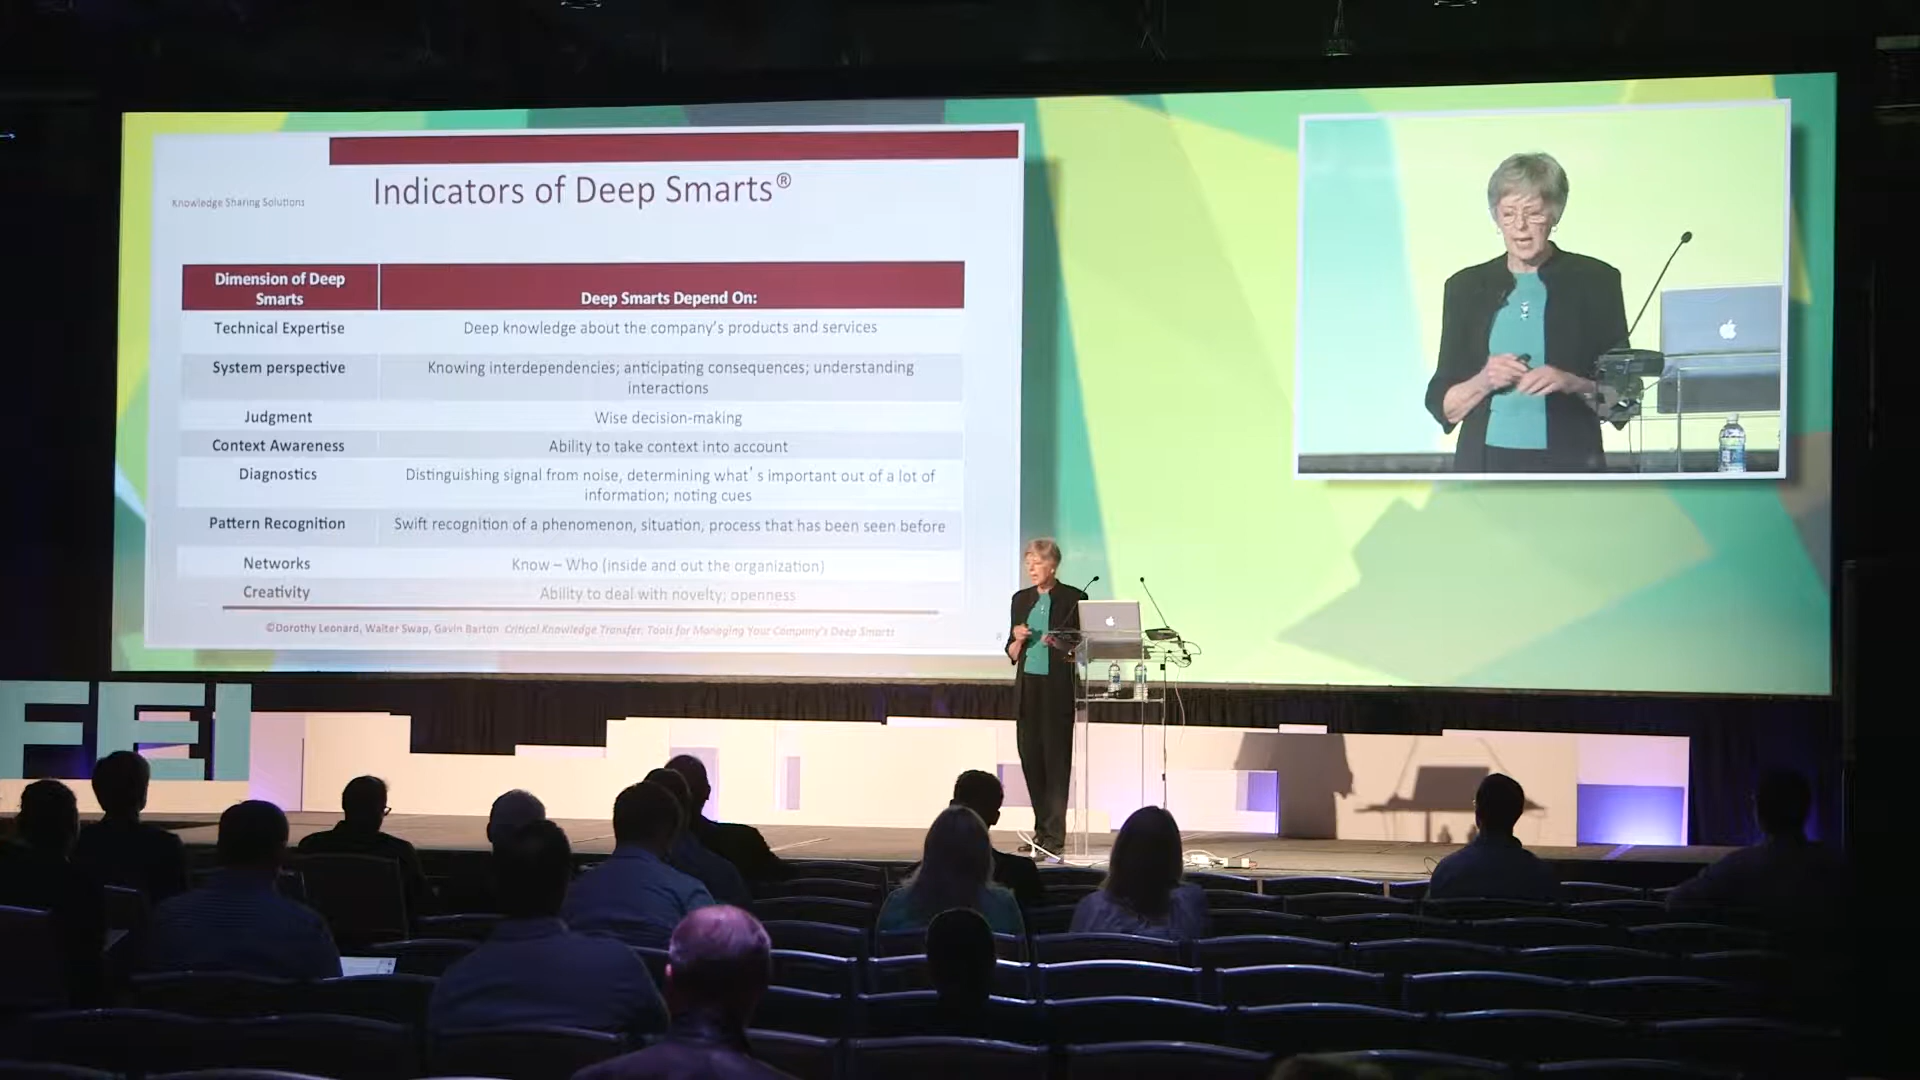 Knowledge Sharing Solutions
Indicators of Deep Smarts®
Dimension of Deep
Smarts
Deep Smarts Depend On:
Technical Expertise
Deep knowledge about the company's products and services
System perspective
Knowing interdependencies; anticipating consequences; understanding
interactions
Judgment
Wise decision-making
Context Awareness
Ability to take context into account
Diagnostics
Distinguishing signal from noise, determining what's important out of a lot of
information; noting cues
Pattern Recognition
Swift recognition of a phenomenon, situation, process that has been seen before
Networks
Know – Who (inside and out the organization)
Creativity
Ability to deal with novelty; openness
©Dorothy Leonard, Walter Swap, Gavin Barton Critical Knowledge Transfer: Tools for Managing Your Company's Deep Smarts
8
FEI